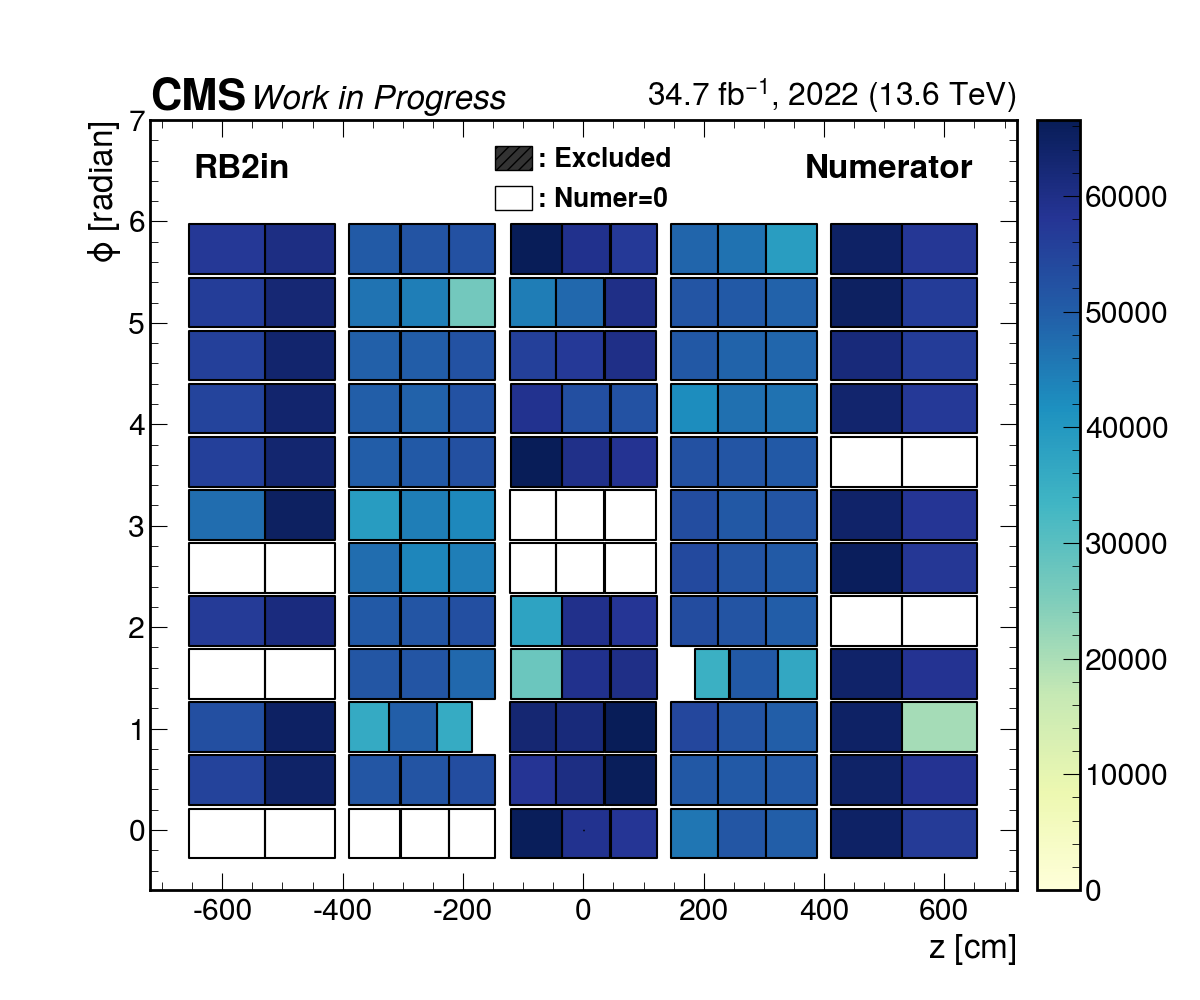 CMS Work in Progress 34.7 fb⁻¹, 2022 (13.6 TeV)
RB2in : Excluded Numerator
: Numer=0
ϕ [radian]
7
6
5
4
3
2
1
0
-600 -400 -200 0 200 400 600
z [cm]
60000
50000
40000
30000
20000
10000
0